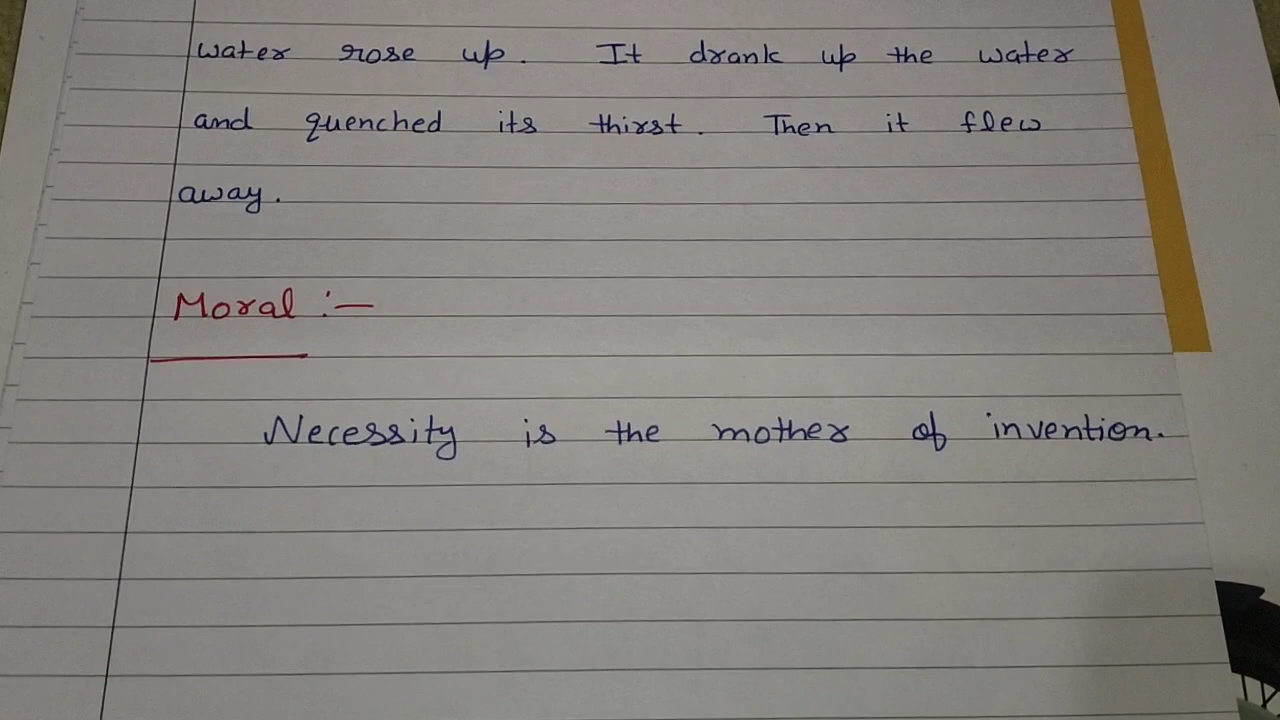 water rose up. It drank up the water
and quenched its thirst. Then it flew
away.
Moral :-
Necessity is the mother of invention.